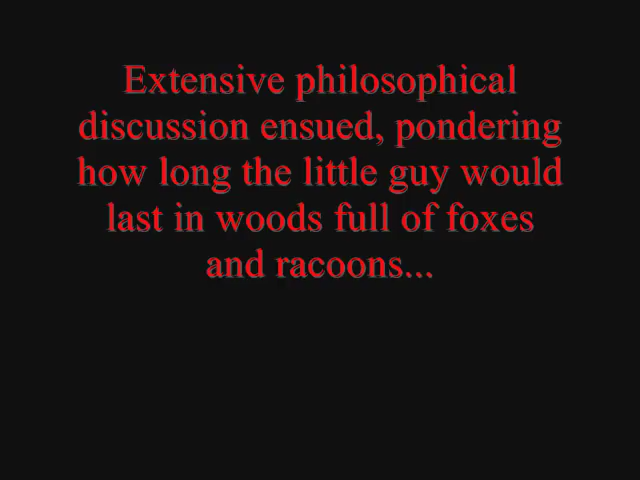 Extensive philosophical
discussion ensued, pondering
how long the little guy would
last in woods full of foxes
and racoons...